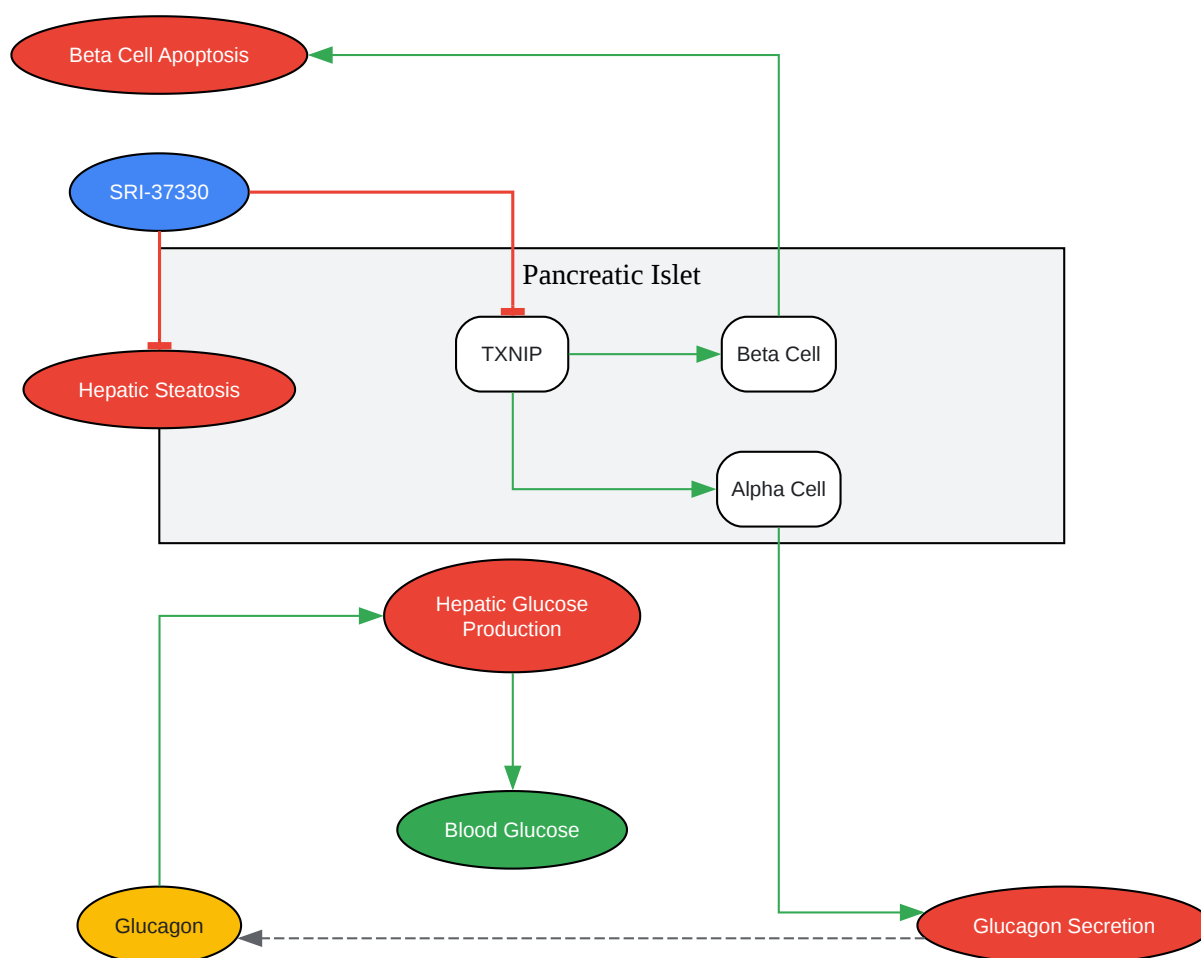 Beta Cell Apoptosis
SRI-37330
Pancreatic Islet
TXNIP
Beta Cell
Hepatic Steatosis
Alpha Cell
Hepatic Glucose
Production
Blood Glucose
Glucagon
Glucagon Secretion